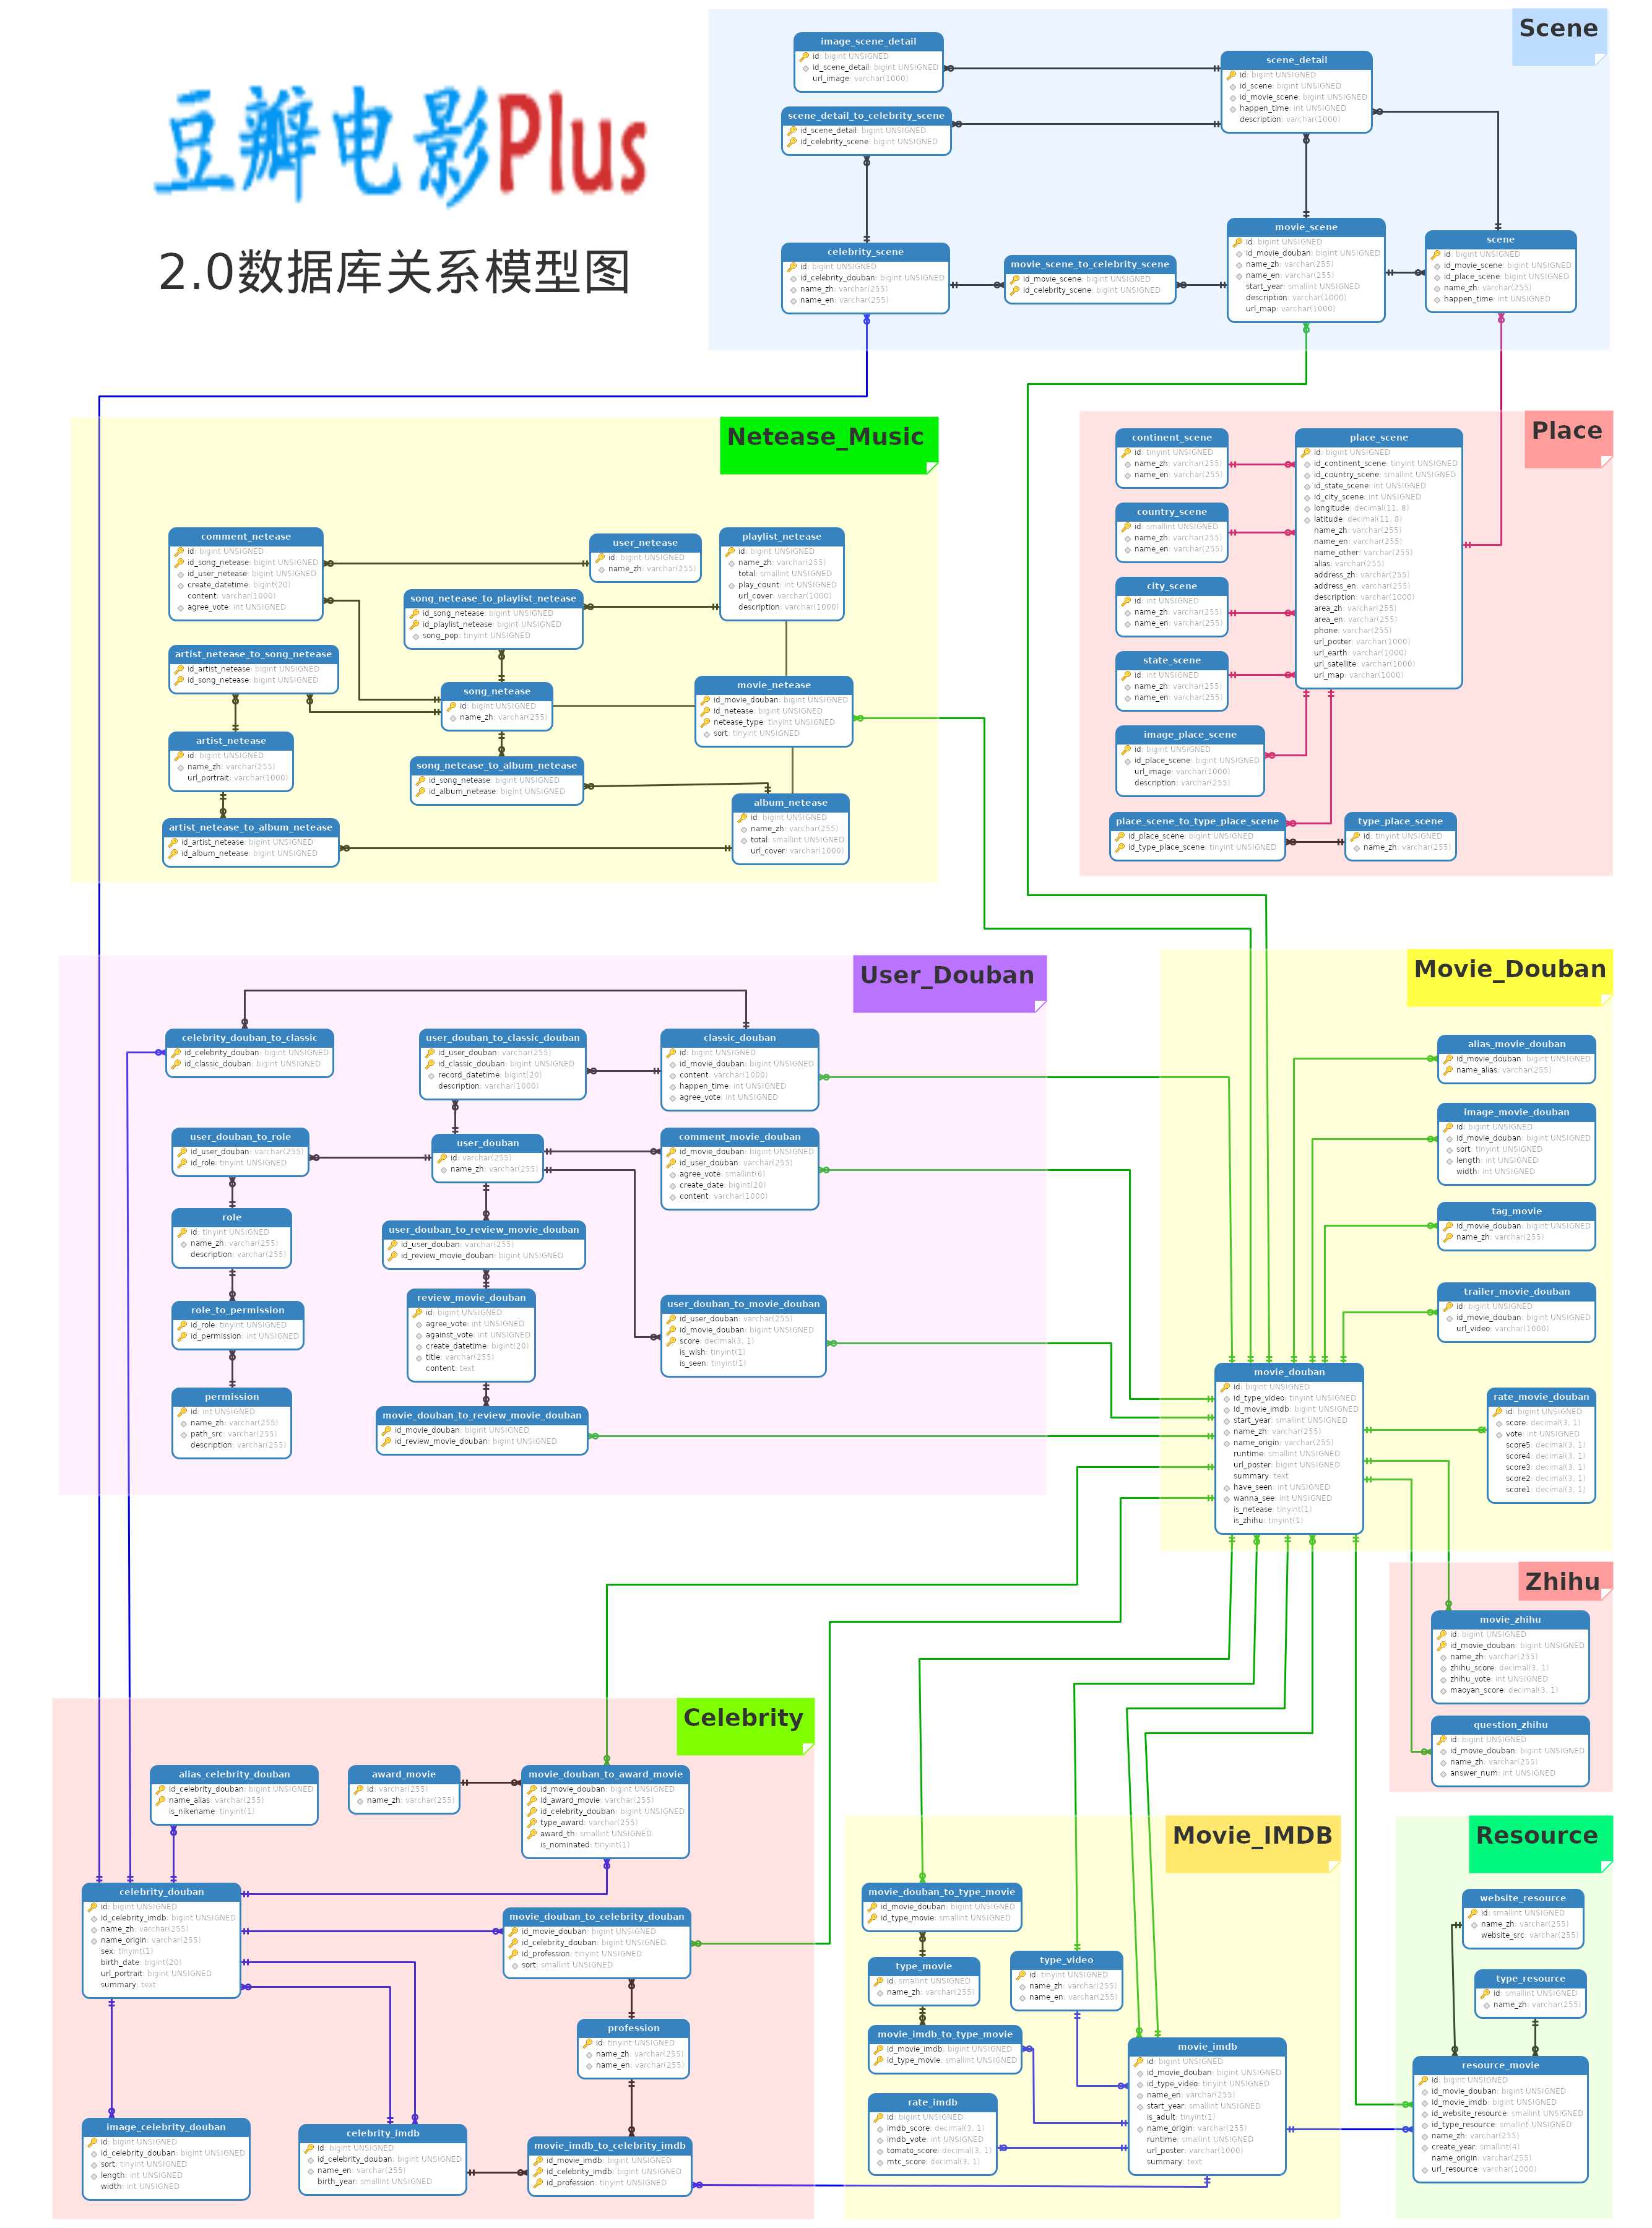 豆瓣电影Plus
2.0数据库关系模型图
Scene
image_scene_detail
id: bigint UNSIGNED
id_scene_detail: bigint UNSIGNED
url_image: varchar(1000)
scene_detail
id: bigint UNSIGNED
id_scene: bigint UNSIGNED
id_movie_scene: bigint UNSIGNED
happen_time: int UNSIGNED
description: varchar(1000)
scene_detail_to_celebrity_scene
id_scene_detail: bigint UNSIGNED
id_celebrity_scene: bigint UNSIGNED
celebrity_scene
id: bigint UNSIGNED
id_celebrity_douban: bigint UNSIGNED
name_zh: varchar(255)
name_en: varchar(255)
movie_scene_to_celebrity_scene
id_movie_scene: bigint UNSIGNED
id_celebrity_scene: bigint UNSIGNED
movie_scene
id: bigint UNSIGNED
id_movie_douban: bigint UNSIGNED
name_zh: varchar(255)
name_en: varchar(255)
start_year: smallint UNSIGNED
description: varchar(1000)
url_map: varchar(1000)
scene
id: bigint UNSIGNED
id_movie_scene: bigint UNSIGNED
id_place_scene: bigint UNSIGNED
name_zh: varchar(255)
happen_time: int UNSIGNED
Netease_Music
comment_netease
id: bigint UNSIGNED
id_song_netease: bigint UNSIGNED
id_user_netease: bigint UNSIGNED
create_datetime: bigint(20)
content: varchar(1000)
agree_vote: int UNSIGNED
user_netease
id: bigint UNSIGNED
name_zh: varchar(255)
playlist_netease
id: bigint UNSIGNED
name_zh: varchar(255)
total: smallint UNSIGNED
play_count: int UNSIGNED
url_cover: varchar(1000)
description: varchar(1000)
song_netease_to_playlist_netease
id_song_netease: bigint UNSIGNED
id_playlist_netease: bigint UNSIGNED
song_pop: tinyint UNSIGNED
artist_netease_to_song_netease
id_artist_netease: bigint UNSIGNED
id_song_netease: bigint UNSIGNED
song_netease
id: bigint UNSIGNED
name_zh: varchar(255)
movie_netease
id_movie_douban: bigint UNSIGNED
id_netease: bigint UNSIGNED
netease_type: tinyint UNSIGNED
sort: tinyint UNSIGNED
artist_netease
id: bigint UNSIGNED
name_zh: varchar(255)
url_portrait: varchar(1000)
song_netease_to_album_netease
id_song_netease: bigint UNSIGNED
id_album_netease: bigint UNSIGNED
album_netease
id: bigint UNSIGNED
name_zh: varchar(255)
total: smallint UNSIGNED
url_cover: varchar(1000)
artist_netease_to_album_netease
id_artist_netease: bigint UNSIGNED
id_album_netease: bigint UNSIGNED
Place
continent_scene
id: tinyint UNSIGNED
name_zh: varchar(255)
name_en: varchar(255)
country_scene
id: smallint UNSIGNED
name_zh: varchar(255)
name_en: varchar(255)
city_scene
id: int UNSIGNED
name_zh: varchar(255)
name_en: varchar(255)
state_scene
id: int UNSIGNED
name_zh: varchar(255)
name_en: varchar(255)
place_scene
id: bigint UNSIGNED
id_continent_scene: tinyint UNSIGNED
id_country_scene: smallint UNSIGNED
id_state_scene: int UNSIGNED
id_city_scene: int UNSIGNED
longitude: decimal(11, 8)
latitude: decimal(11, 8)
name_zh: varchar(255)
name_en: varchar(255)
name_other: varchar(255)
alias: varchar(255)
address_zh: varchar(255)
address_en: varchar(255)
description: varchar(1000)
area_zh: varchar(255)
area_en: varchar(255)
phone: varchar(255)
url_poster: varchar(1000)
url_earth: varchar(1000)
url_satellite: varchar(1000)
url_map: varchar(1000)
image_place_scene
id: bigint UNSIGNED
id_place_scene: bigint UNSIGNED
url_image: varchar(1000)
description: varchar(255)
place_scene_to_type_place_scene
id_place_scene: bigint UNSIGNED
id_type_place_scene: tinyint UNSIGNED
type_place_scene
id: tinyint UNSIGNED
name_zh: varchar(255)
User_Douban
celebrity_douban_to_classic
id_celebrity_douban: bigint UNSIGNED
id_classic_douban: bigint UNSIGNED
user_douban_to_classic_douban
id_user_douban: varchar(255)
id_classic_douban: bigint UNSIGNED
record_datetime: bigint(20)
description: varchar(1000)
classic_douban
id: bigint UNSIGNED
id_movie_douban: bigint UNSIGNED
content: varchar(1000)
happen_time: int UNSIGNED
agree_vote: int UNSIGNED
user_douban_to_role
id_user_douban: varchar(255)
id_role: tinyint UNSIGNED
user_douban
id: varchar(255)
name_zh: varchar(255)
comment_movie_douban
id_movie_douban: bigint UNSIGNED
id_user_douban: varchar(255)
agree_vote: smallint(6)
create_date: bigint(20)
content: varchar(1000)
role
id: tinyint UNSIGNED
name_zh: varchar(255)
description: varchar(255)
user_douban_to_review_movie_douban
id_user_douban: varchar(255)
id_review_movie_douban: bigint UNSIGNED
role_to_permission
id_role: tinyint UNSIGNED
id_permission: int UNSIGNED
review_movie_douban
id: bigint UNSIGNED
agree_vote: int UNSIGNED
against_vote: int UNSIGNED
create_datetime: bigint(20)
title: varchar(255)
content: text
user_douban_to_movie_douban
id_user_douban: varchar(255)
id_movie_douban: bigint UNSIGNED
score: decimal(3, 1)
is_wish: tinyint(1)
is_seen: tinyint(1)
permission
id: int UNSIGNED
name_zh: varchar(255)
path_src: varchar(255)
description: varchar(255)
movie_douban_to_review_movie_douban
id_movie_douban: bigint UNSIGNED
id_review_movie_douban: bigint UNSIGNED
Movie_Douban
alias_movie_douban
id_movie_douban: bigint UNSIGNED
name_alias: varchar(255)
image_movie_douban
id: bigint UNSIGNED
id_movie_douban: bigint UNSIGNED
sort: tinyint UNSIGNED
length: int UNSIGNED
width: int UNSIGNED
tag_movie
id_movie_douban: bigint UNSIGNED
name_zh: varchar(255)
trailer_movie_douban
id: bigint UNSIGNED
id_movie_douban: bigint UNSIGNED
url_video: varchar(1000)
movie_douban
id: bigint UNSIGNED
id_type_video: tinyint UNSIGNED
id_movie_imdb: bigint UNSIGNED
start_year: smallint UNSIGNED
name_zh: varchar(255)
name_origin: varchar(255)
runtime: smallint UNSIGNED
url_poster: bigint UNSIGNED
summary: text
have_seen: int UNSIGNED
wanna_see: int UNSIGNED
is_netease: tinyint(1)
is_zhihu: tinyint(1)
rate_movie_douban
id: bigint UNSIGNED
score: decimal(3, 1)
vote: int UNSIGNED
score5: decimal(3, 1)
score4: decimal(3, 1)
score3: decimal(3, 1)
score2: decimal(3, 1)
score1: decimal(3, 1)
Zhihu
movie_zhihu
id: bigint UNSIGNED
id_movie_douban: bigint UNSIGNED
name_zh: varchar(255)
zhihu_score: decimal(3, 1)
zhihu_vote: int UNSIGNED
maoyan_score: decimal(3, 1)
question_zhihu
id: bigint UNSIGNED
id_movie_douban: bigint UNSIGNED
name_zh: varchar(255)
answer_num: int UNSIGNED
Celebrity
alias_celebrity_douban
id_celebrity_douban: bigint UNSIGNED
name_alias: varchar(255)
is_nikename: tinyint(1)
award_movie
id: varchar(255)
name_zh: varchar(255)
movie_douban_to_award_movie
id_movie_douban: bigint UNSIGNED
id_award_movie: varchar(255)
id_celebrity_douban: bigint UNSIGNED
type_award: varchar(255)
award_th: smallint UNSIGNED
is_nominated: tinyint(1)
celebrity_douban
id: bigint UNSIGNED
id_celebrity_imdb: bigint UNSIGNED
name_zh: varchar(255)
name_origin: varchar(255)
sex: tinyint(1)
birth_date: bigint(20)
url_portrait: bigint UNSIGNED
summary: text
movie_douban_to_celebrity_douban
id_movie_douban: bigint UNSIGNED
id_celebrity_douban: bigint UNSIGNED
id_profession: tinyint UNSIGNED
sort: smallint UNSIGNED
profession
id: tinyint UNSIGNED
name_zh: varchar(255)
name_en: varchar(255)
image_celebrity_douban
id: bigint UNSIGNED
id_celebrity_douban: bigint UNSIGNED
sort: tinyint UNSIGNED
length: int UNSIGNED
width: int UNSIGNED
celebrity_imdb
id: bigint UNSIGNED
id_celebrity_douban: bigint UNSIGNED
name_en: varchar(255)
birth_year: smallint UNSIGNED
movie_imdb_to_celebrity_imdb
id_movie_imdb: bigint UNSIGNED
id_celebrity_imdb: bigint UNSIGNED
id_profession: tinyint UNSIGNED
Movie_IMDB
movie_douban_to_type_movie
id_movie_douban: bigint UNSIGNED
id_type_movie: smallint UNSIGNED
type_movie
id: smallint UNSIGNED
name_zh: varchar(255)
type_video
id: tinyint UNSIGNED
name_zh: varchar(255)
name_en: varchar(255)
movie_imdb_to_type_movie
id_movie_imdb: bigint UNSIGNED
id_type_movie: smallint UNSIGNED
movie_imdb
id: bigint UNSIGNED
id_movie_douban: bigint UNSIGNED
id_type_video: tinyint UNSIGNED
name_en: varchar(255)
start_year: smallint UNSIGNED
is_adult: tinyint(1)
name_origin: varchar(255)
runtime: smallint UNSIGNED
url_poster: varchar(1000)
summary: text
rate_imdb
id: bigint UNSIGNED
imdb_score: decimal(3, 1)
imdb_vote: int UNSIGNED
tomato_score: decimal(3, 1)
mtc_score: decimal(3, 1)
Resource
website_resource
id: smallint UNSIGNED
name_zh: varchar(255)
website_src: varchar(255)
type_resource
id: smallint UNSIGNED
name_zh: varchar(255)
resource_movie
id: bigint UNSIGNED
id_movie_douban: bigint UNSIGNED
id_movie_imdb: bigint UNSIGNED
id_website_resource: smallint UNSIGNED
id_type_resource: smallint UNSIGNED
name_zh: varchar(255)
create_year: smallint(4)
name_origin: varchar(255)
url_resource: varchar(1000)